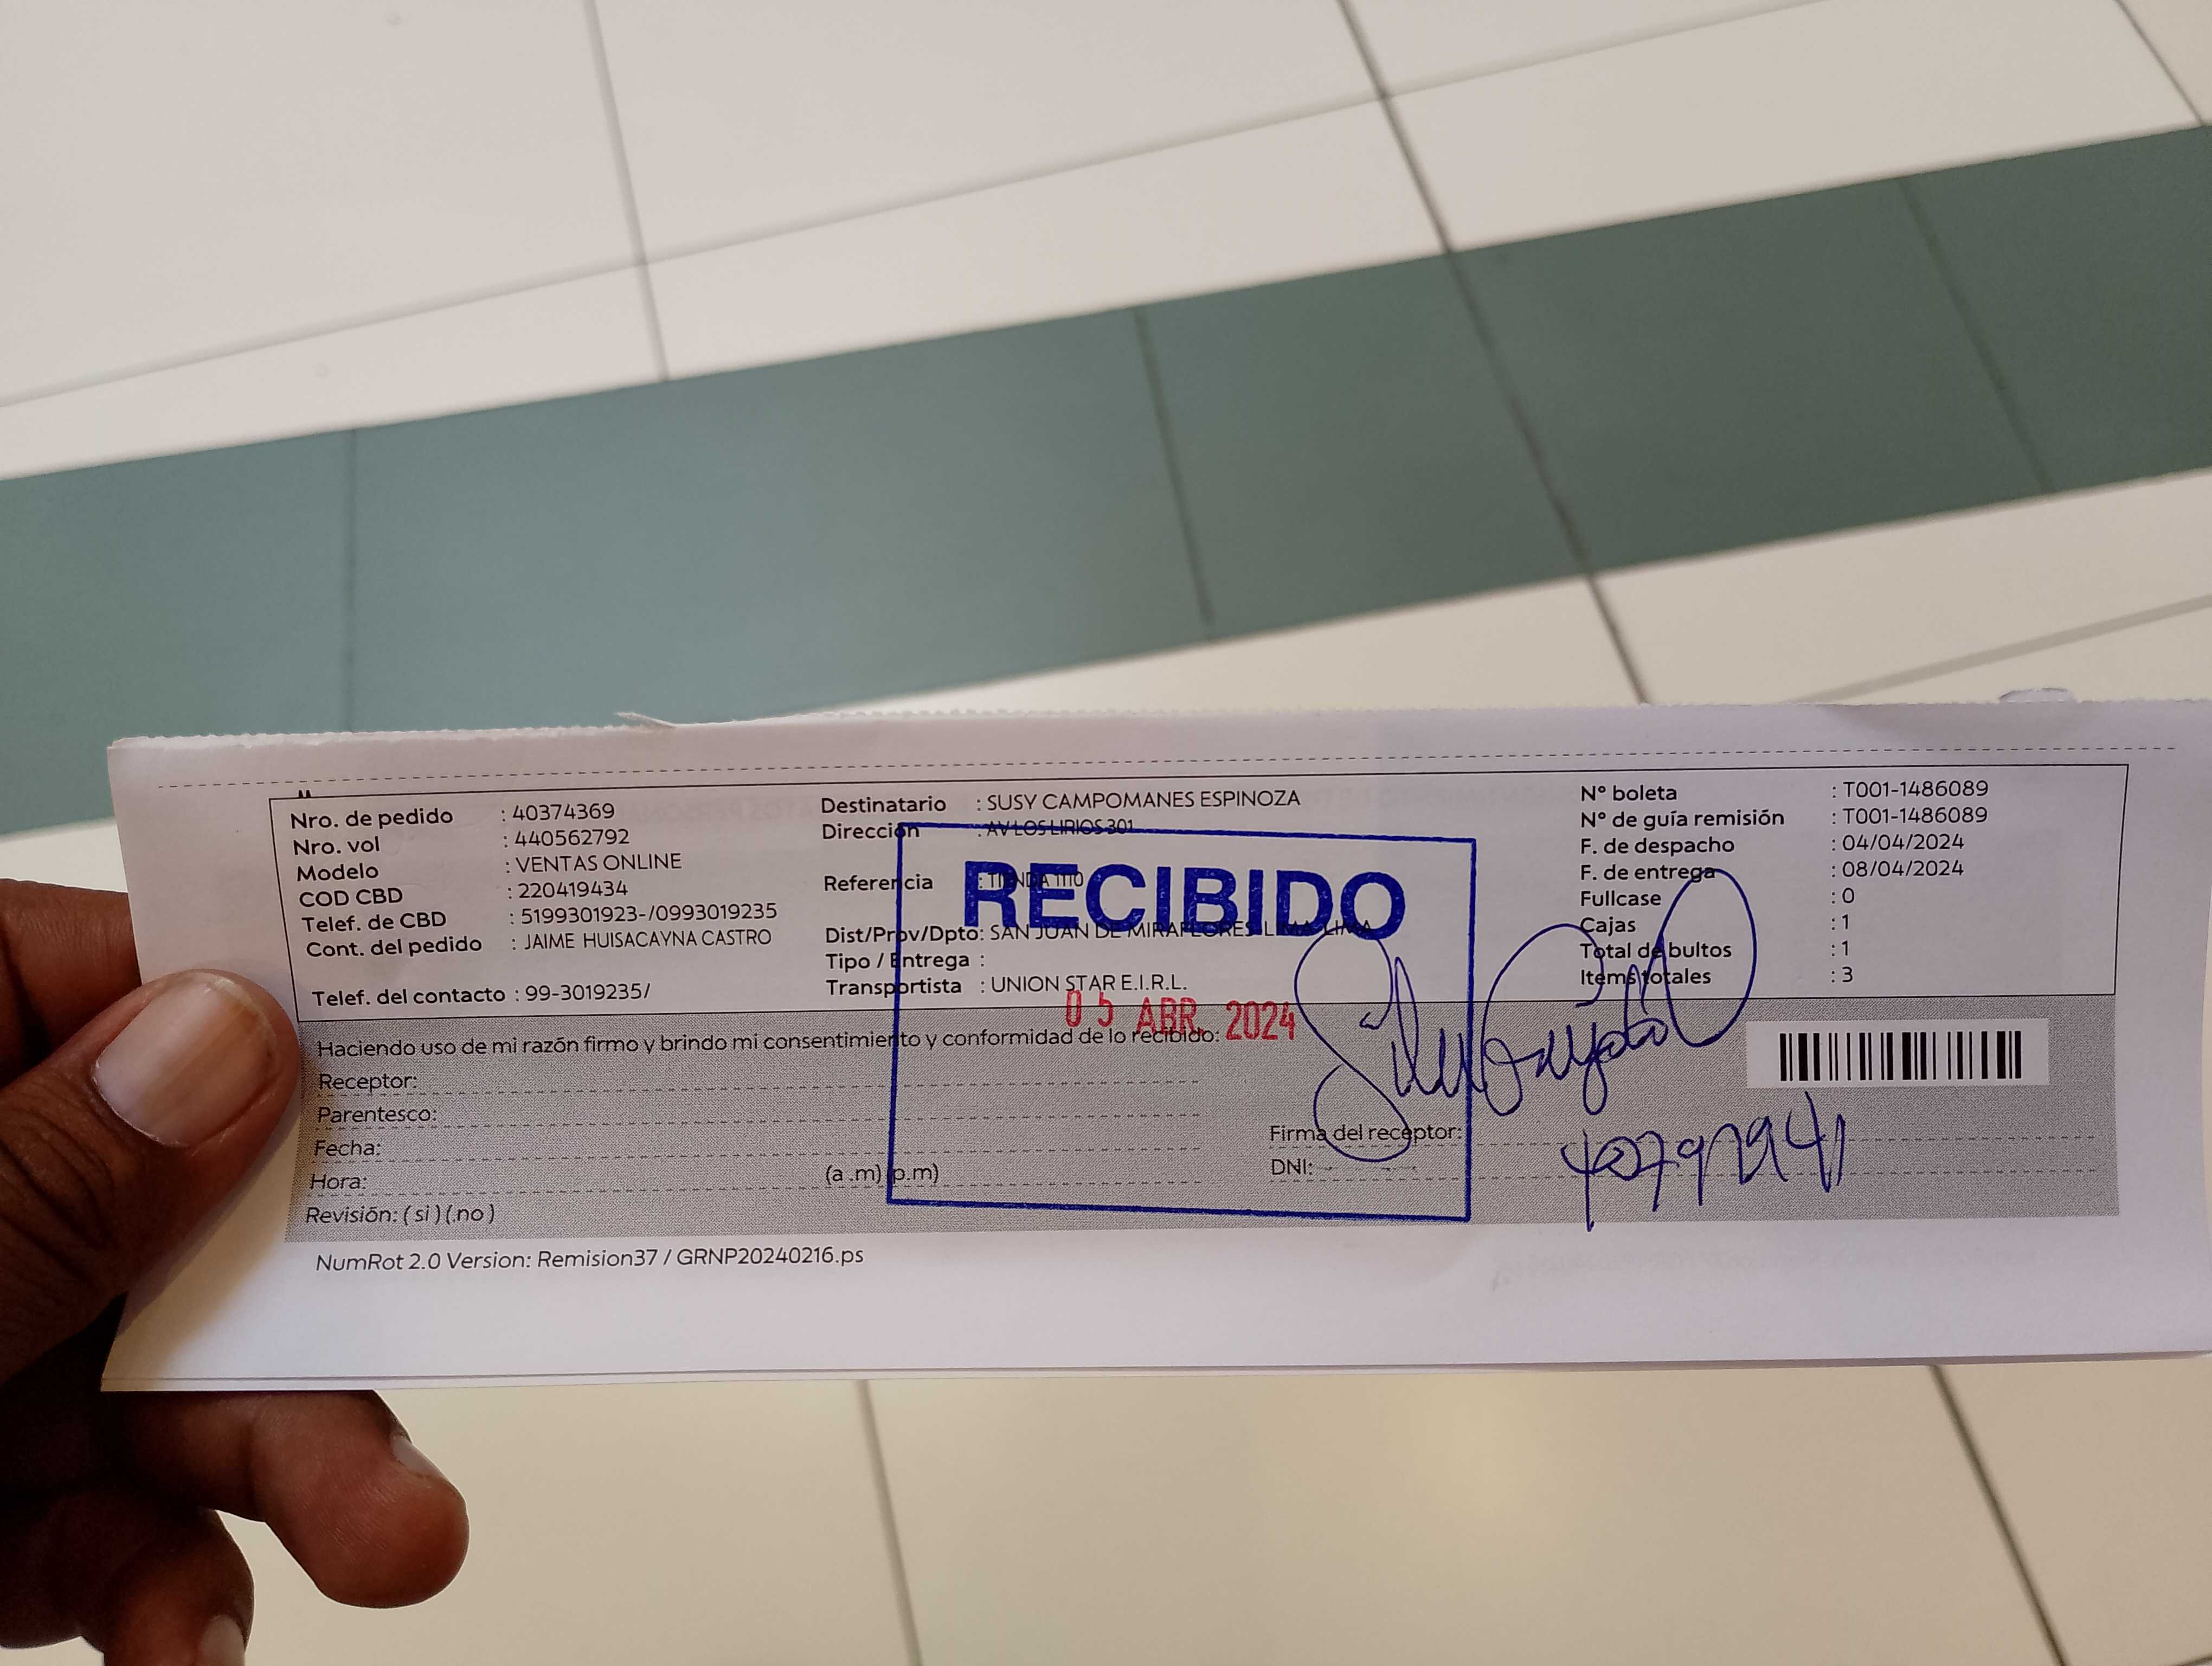 Nro. de pedido : 40374369
Nro. vol : 440562792
Modelo : VENTAS ONLINE
COD CBD : 220419434
Telef. de CBD : 5199301923-/0993019235
Cont. del pedido : JAIME HUISACAYNA CASTRO
Telef. del contacto : 99-3019235/
Destinatario : SUSY CAMPOMANES ESPINOZA
Dirección : AV LOS LIRIOS 301
Referencia : TIENDA 1110
Dist/Prov/Dpto: SAN JUAN DE MIRAFLORES-LIMA-LIMA
Tipo / Entrega :
Transportista : UNION STAR E.I.R.L.
N° boleta : T001-1486089
N° de guía remisión : T001-1486089
F. de despacho : 04/04/2024
F. de entrega : 08/04/2024
Fullcase : 0
Cajas : 1
Total de bultos : 1
Items totales : 3
RECIBIDO
05 ABR. 2024
Haciendo uso de mi razón firmo y brindo mi consentimiento y conformidad de lo recibido:
Receptor:
Parentesco:
Fecha:
Hora: (a .m) (p.m)
Revisión: ( si ) (.no )
Firma del receptor:
DNI:
NumRot 2.0 Version: Remision37 / GRNP20240216.ps